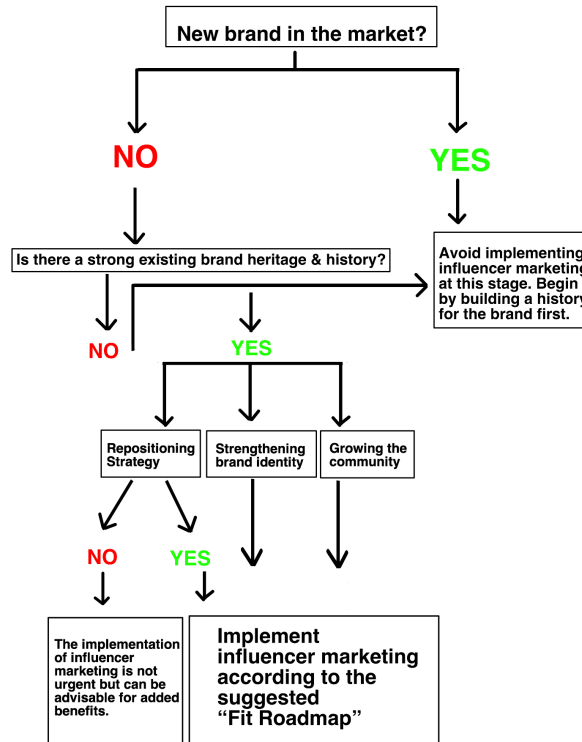 New brand in the market?
NO
YES
Is there a strong existing brand heritage & history?
Avoid implementing
influencer marketing
at this stage. Begin
by building a history
for the brand first.
NO
YES
Repositioning
Strategy
Strengthening
brand identity
Growing the
community
NO
YES
The implementation
of influencer
marketing is not
urgent but can be
advisable for added
benefits.
Implement
influencer marketing
according to the
suggested
“Fit Roadmap”